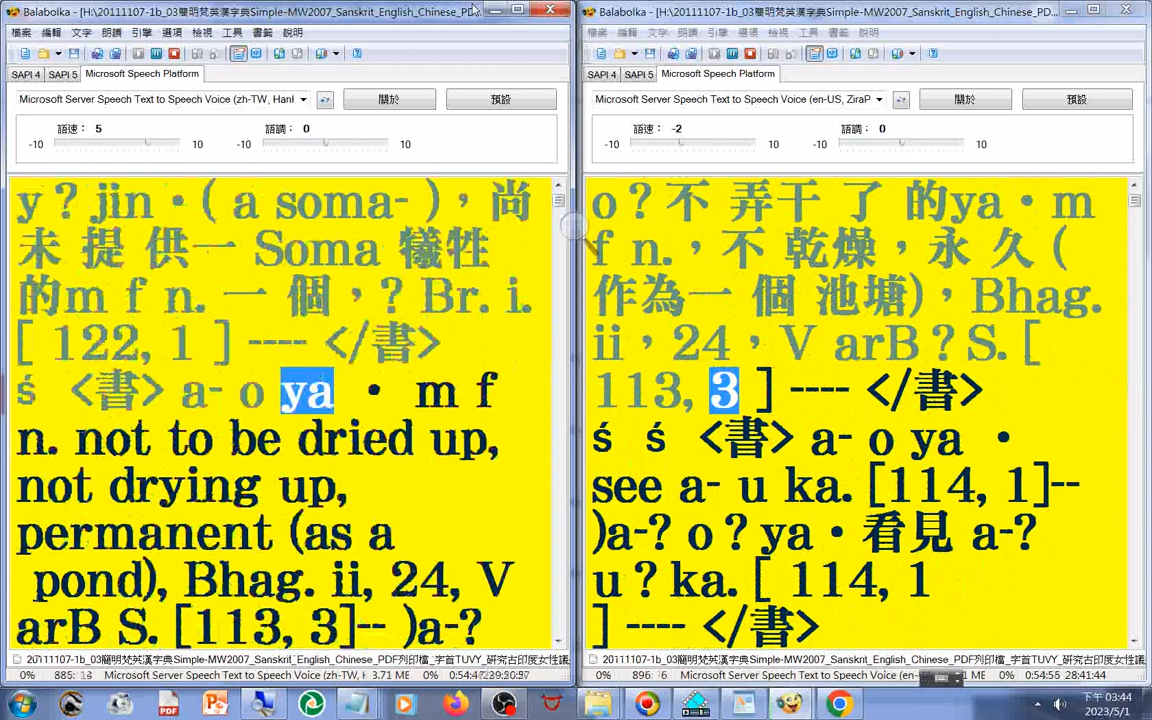 Balabolka - [H:\20111107-1b_03簡明梵英漢字典Simple-MW2007_Sanskrit_English_Chinese_PD
檔案 編輯 文字 朗讀 引擎 選項 檢視 工具 書籤 說明
SAPI 4 SAPI 5 Microsoft Speech Platform
Microsoft Server Speech Text to Speech Voice (zh-TW, Han
關於 預設
語速： 5 語調： 0
-10 10 -10 10
y ? jin •( a soma- )，尚
未 提 供一 Soma 犧牲
的m f n. 一 個，? Br. i.
[ 122, 1 ] ---- </書>
ś <書> a- o ya • m f
n. not to be dried up,
not drying up,
permanent (as a
pond), Bhag. ii, 24, V
arB S. [113, 3]-- )a-?
20111107-1b_03簡明梵英漢字典Simple-MW2007_Sanskrit_English_Chinese_PDF列印檔_字首TUVY_研究古印度女性議
0%
Microsoft Server Speech Text to Speech Voice (zh-TW, 
3.71 MB 0%
Balabolka - [H:\20111107-1b_03簡明梵英漢字典Simple-MW2007_Sanskrit_English_Chinese_PD...
檔案 編輯 文字 朗讀 引擎 選項 檢視 工具 書籤 說明
SAPI 4 SAPI 5 Microsoft Speech Platform
Microsoft Server Speech Text to Speech Voice (en-US, ZiraP
關於 預設
語速： -2 語調： 0
-10 10 -10 10
o ? 不 弄干 了 的ya • m
f n.，不 乾燥，永 久 (
作為一 個 池塘)，Bhag.
ii，24，V arB ? S. [
113, 3 ] ---- </書>
ś ś <書> a- o ya •
see a- u ka. [114, 1]--
)a-? o ? ya • 看見 a-?
u ? ka. [ 114, 1
] ---- </書>
20111107-1b_03簡明梵英漢字典Simple-MW2007_Sanskrit_English_Chinese_PDF列印檔_字首TUVY_研究古印度女性議
0% 896: 6 Microsoft Server Speech Text to Speech Voice (en-
0% 0:54:55 28:41:44
下午 03:44
2023/5/1